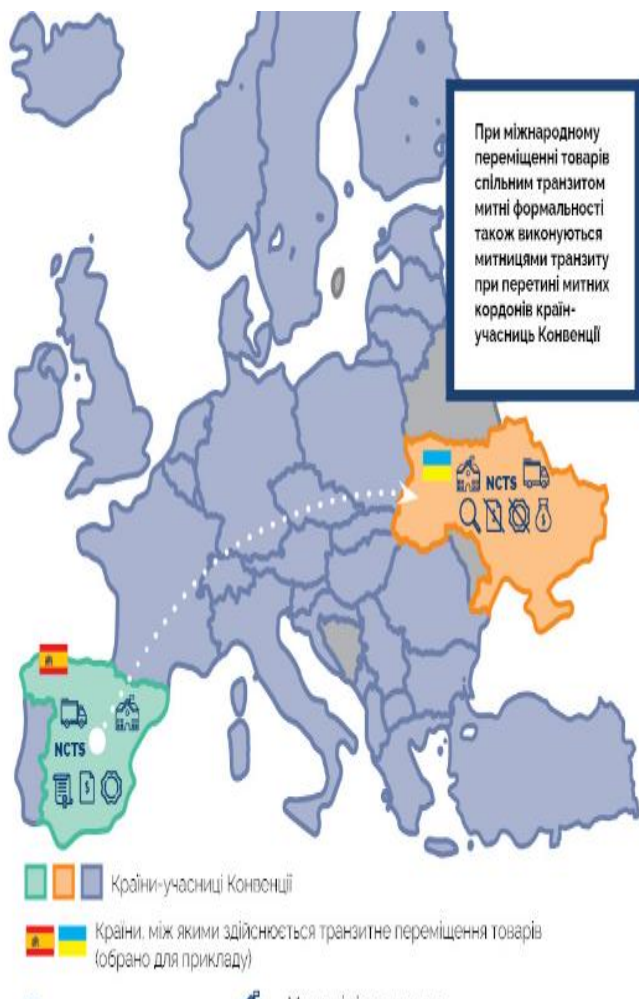 При міжнародному
переміщенні товарів
спільним транзитом
митні формальності
також виконуються
митницями транзиту
при перетині митних
кордонів країн-
учасниць Конвенції
NCTS
NCTS
Країни-учасниці Конвенції
Країни, між якими здійснюється транзитне переміщення товарів
(обрано для прикладу)